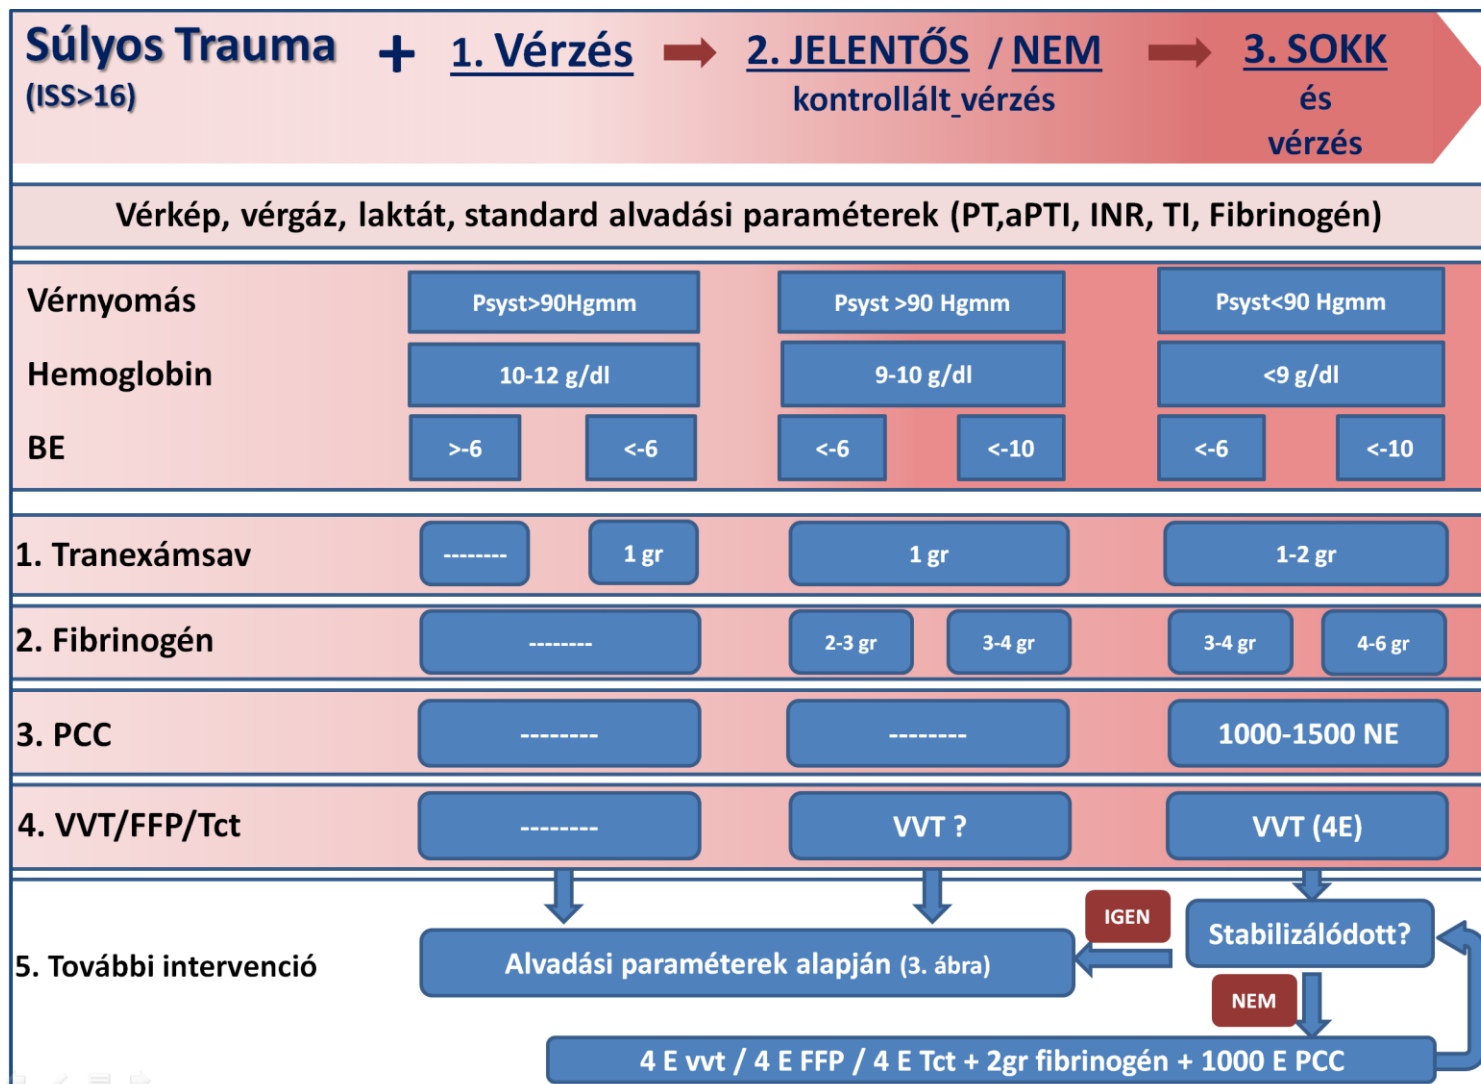 Súlyos Trauma + 1. Vérzés 2. JELENTŐS / NEM 3. SOKK
(ISS>16) kontrollált_vérzés és
vérzés
Vérkép, vérgáz, laktát, standard alvadási paraméterek (PT,aPTI, INR, TI, Fibrinogén)
Vérnyomás Psyst>90Hgmm Psyst >90 Hgmm Psyst<90 Hgmm
Hemoglobin 10-12 g/dl 9-10 g/dl <9 g/dl
BE >-6 <-6 <-6 <-10 <-6 <-10
1. Tranexámsav -------- 1 gr 1 gr 1-2 gr
2. Fibrinogén -------- 2-3 gr 3-4 gr 3-4 gr 4-6 gr
3. PCC -------- -------- 1000-1500 NE
4. VVT/FFP/Tct -------- VVT ? VVT (4E)
IGEN Stabilizálódott?
5. További intervenció Alvadási paraméterek alapján (3. ábra)
NEM
4 E vvt / 4 E FFP / 4 E Tct + 2gr fibrinogén + 1000 E PCC